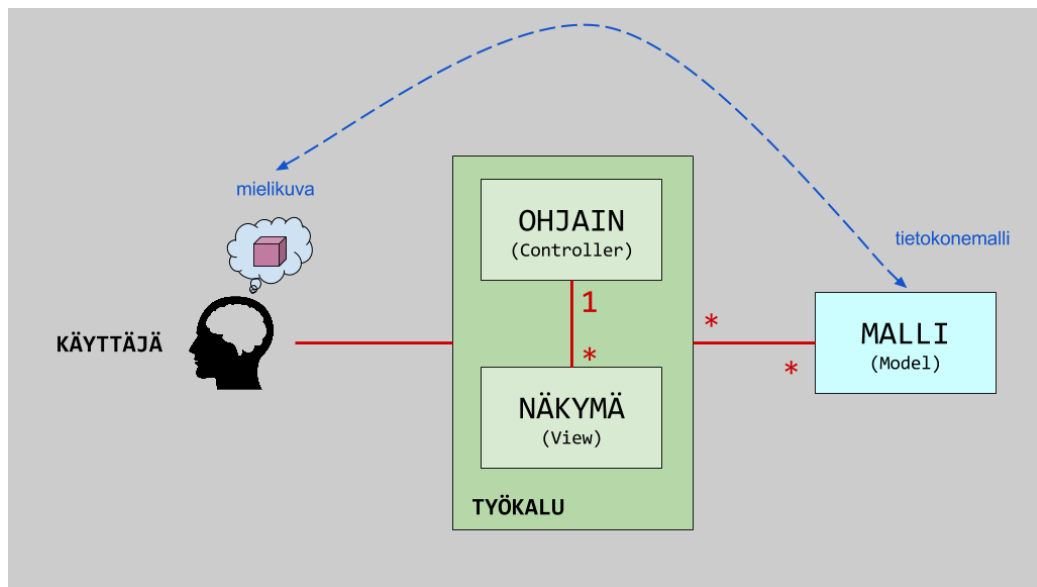 mielikuva
OHJAIN
(Controller)
tietokonemalli
1
*
KÄYTTÄJÄ
MALLI
(Model)
*
*
NÄKYMÄ
(View)
TYÖKALU